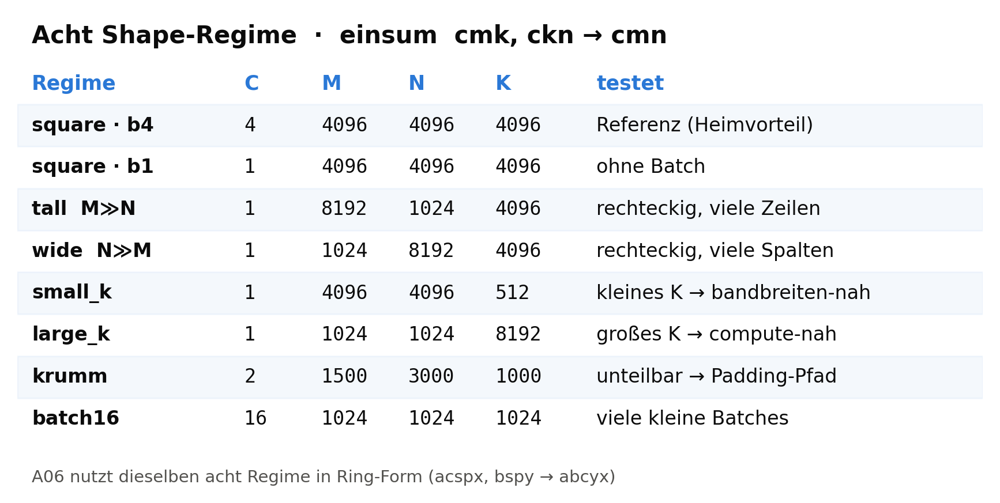 Acht Shape-Regime · einsum cmk, ckn → cmn
Regime C M N K testet
square · b4 4 4096 4096 4096 Referenz (Heimvorteil)
square · b1 1 4096 4096 4096 ohne Batch
tall M≫N 1 8192 1024 4096 rechteckig, viele Zeilen
wide N≫M 1 1024 8192 4096 rechteckig, viele Spalten
small_k 1 4096 4096 512 kleines K → bandbreiten-nah
large_k 1 1024 1024 8192 großes K → compute-nah
krumm 2 1500 3000 1000 unteilbar → Padding-Pfad
batch16 16 1024 1024 1024 viele kleine Batches
A06 nutzt dieselben acht Regime in Ring-Form (acspx, bspy → abcyx)